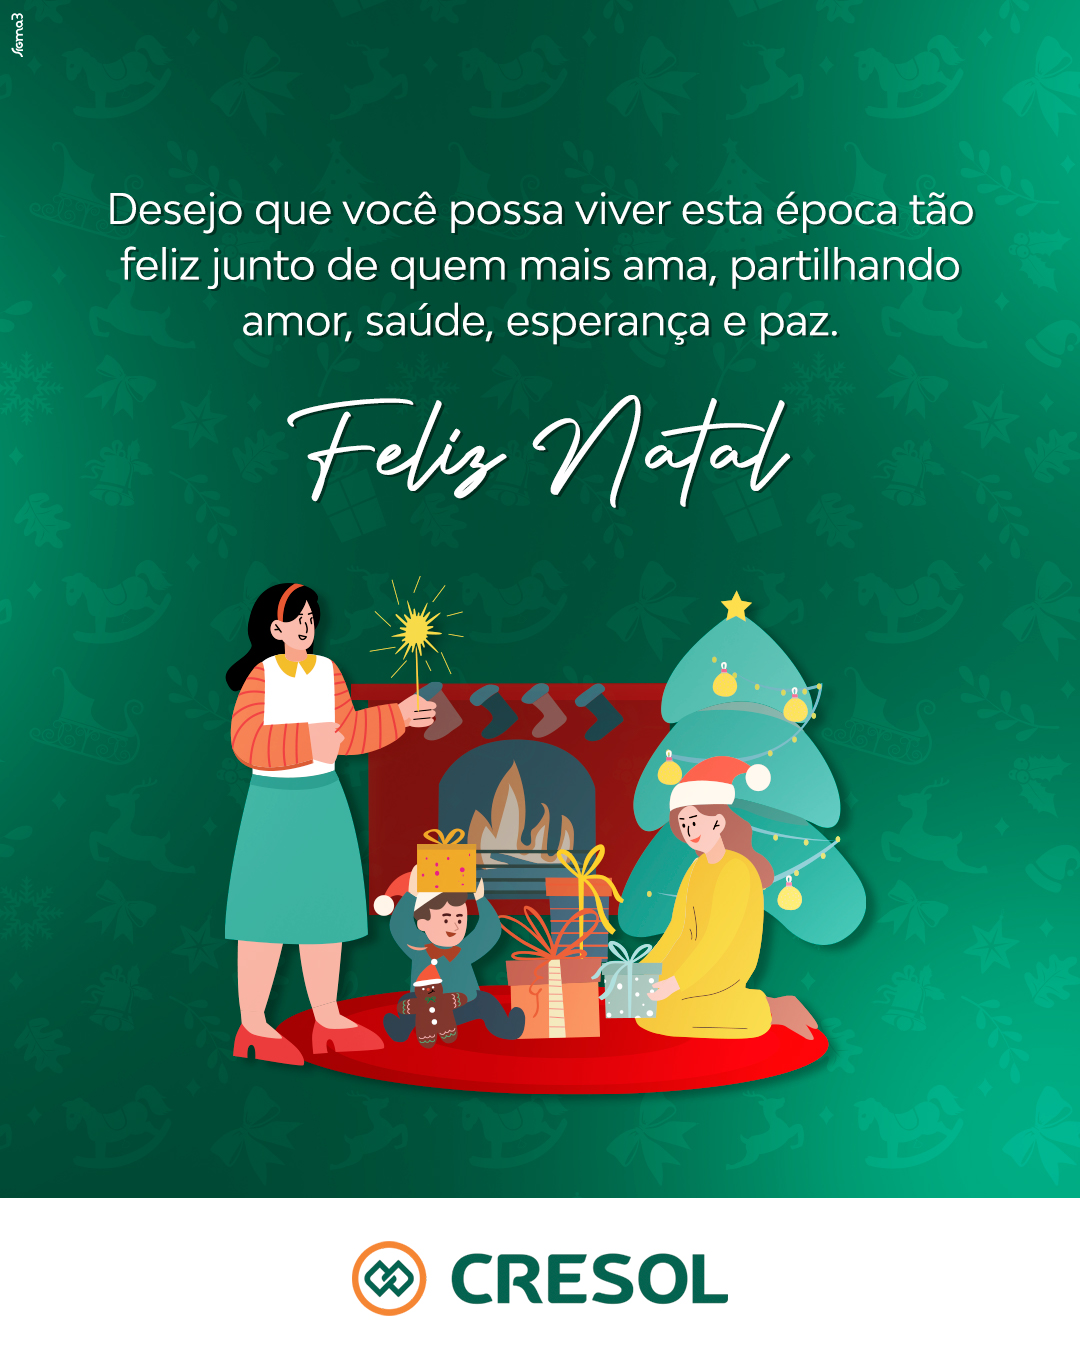 sigma3
Desejo que você possa viver esta época tão
feliz junto de quem mais ama, partilhando
amor, saúde, esperança e paz.
Feliz Natal
CRESOL